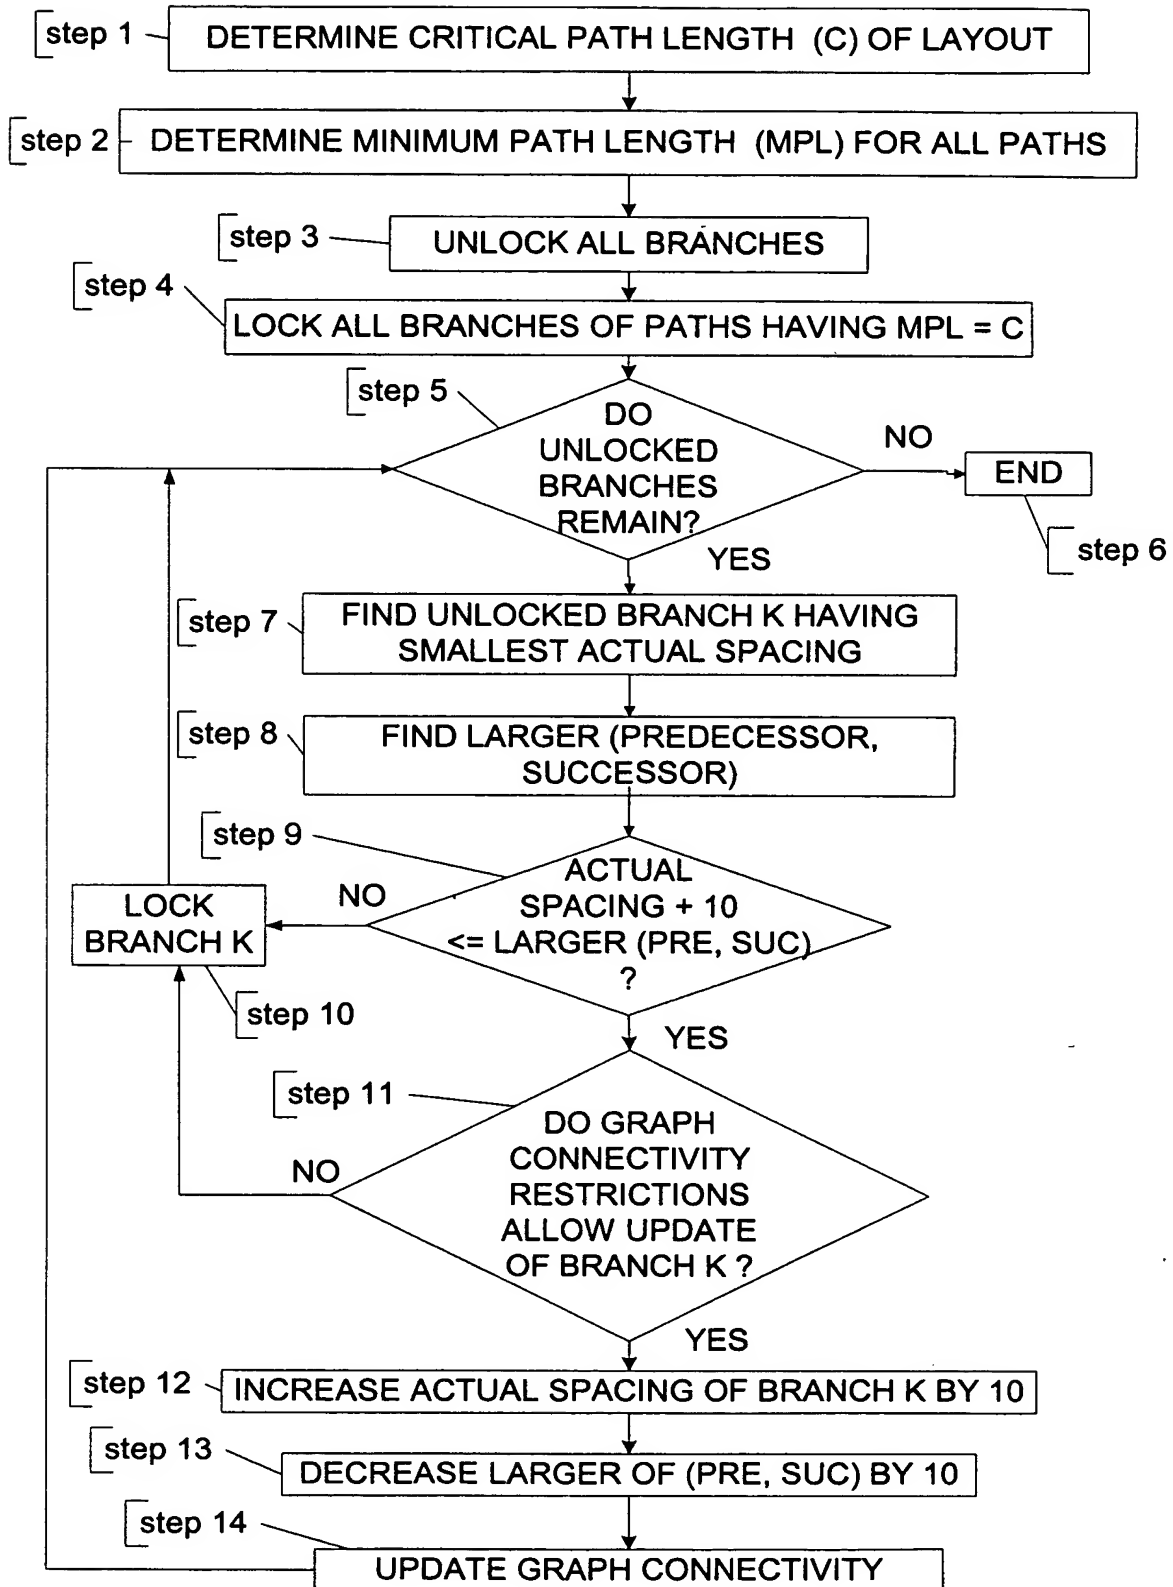 step 1
DETERMINE CRITICAL PATH LENGTH (C) OF LAYOUT
step 2
DETERMINE MINIMUM PATH LENGTH (MPL) FOR ALL PATHS
step 3
UNLOCK ALL BRANCHES
step 4
LOCK ALL BRANCHES OF PATHS HAVING MPL = C
step 5
DO
UNLOCKED
BRANCHES
REMAIN?
NO
END
step 6
YES
step 7
FIND UNLOCKED BRANCH K HAVING
SMALLEST ACTUAL SPACING
step 8
FIND LARGER (PREDECESSOR,
SUCCESSOR)
step 9
ACTUAL
SPACING + 10
<= LARGER (PRE, SUC)
?
NO
LOCK
BRANCH K
step 10
YES
step 11
DO GRAPH
CONNECTIVITY
RESTRICTIONS
ALLOW UPDATE
OF BRANCH K ?
NO
YES
step 12
INCREASE ACTUAL SPACING OF BRANCH K BY 10
step 13
DECREASE LARGER OF (PRE, SUC) BY 10
step 14
UPDATE GRAPH CONNECTIVITY